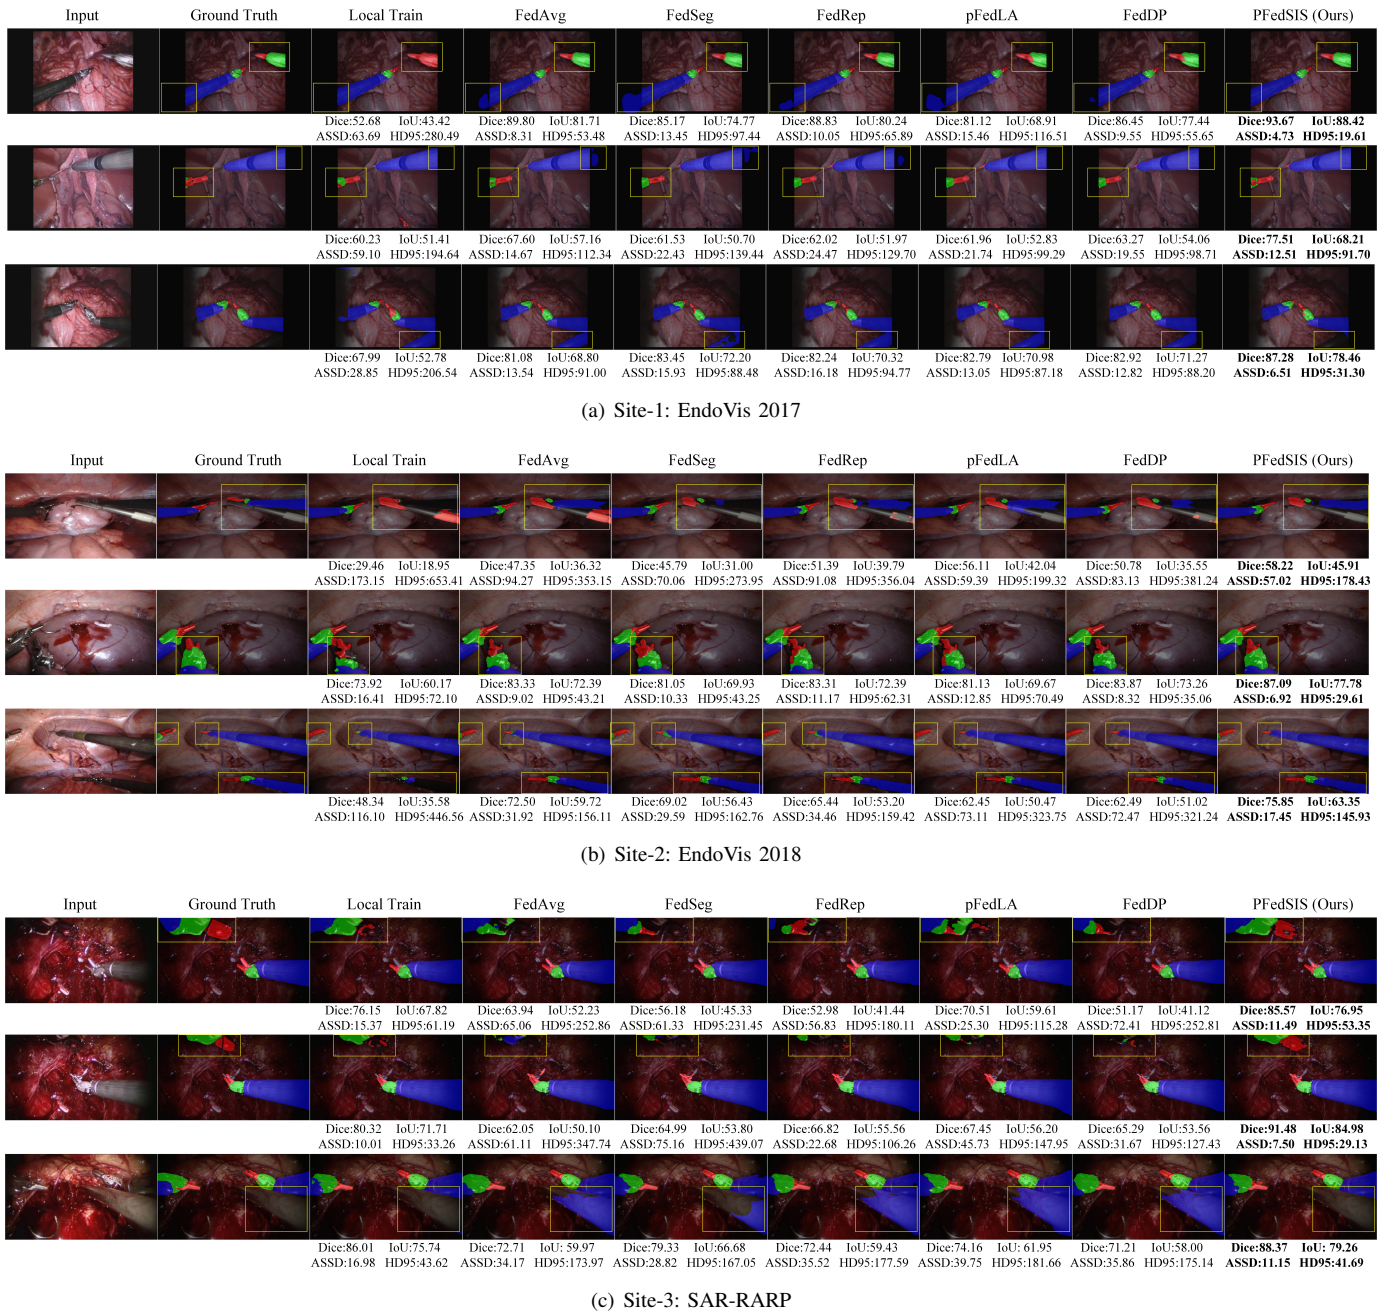 Input Ground Truth Local Train FedAvg FedSeg FedRep pFedLA FedDP PFedSIS (Ours)
Dice:52.68 IoU:43.42 Dice:89.80 IoU:81.71 Dice:85.17 IoU:74.77 Dice:88.83 IoU:80.24 Dice:81.12 IoU:68.91 Dice:86.45 IoU:77.44 Dice:93.67 IoU:88.42
ASSD:63.69 HD95:280.49 ASSD:8.31 HD95:53.48 ASSD:13.45 HD95:97.44 ASSD:10.05 HD95:65.89 ASSD:15.46 HD95:116.51 ASSD:9.55 HD95:55.65 ASSD:4.73 HD95:19.61
Dice:60.23 IoU:51.41 Dice:67.60 IoU:57.16 Dice:61.53 IoU:50.70 Dice:62.02 IoU:51.97 Dice:61.96 IoU:52.83 Dice:63.27 IoU:54.06 Dice:77.51 IoU:68.21
ASSD:59.10 HD95:194.64 ASSD:14.67 HD95:112.34 ASSD:22.43 HD95:139.44 ASSD:24.47 HD95:129.70 ASSD:21.74 HD95:99.29 ASSD:19.55 HD95:98.71 ASSD:12.51 HD95:91.70
Dice:67.99 IoU:52.78 Dice:81.08 IoU:68.80 Dice:83.45 IoU:72.20 Dice:82.24 IoU:70.32 Dice:82.79 IoU:70.98 Dice:82.92 IoU:71.27 Dice:87.28 IoU:78.46
ASSD:28.85 HD95:206.54 ASSD:13.54 HD95:91.00 ASSD:15.93 HD95:88.48 ASSD:16.18 HD95:94.77 ASSD:13.05 HD95:87.18 ASSD:12.82 HD95:88.20 ASSD:6.51 HD95:31.30
(a) Site-1: EndoVis 2017
Input Ground Truth Local Train FedAvg FedSeg FedRep pFedLA FedDP PFedSIS (Ours)
Dice:29.46 IoU:18.95 Dice:47.35 IoU:36.32 Dice:45.79 IoU:31.00 Dice:51.39 IoU:39.79 Dice:56.11 IoU:42.04 Dice:50.78 IoU:35.55 Dice:58.22 IoU:45.91
ASSD:173.15 HD95:653.41 ASSD:94.27 HD95:353.15 ASSD:70.06 HD95:273.95 ASSD:91.08 HD95:356.04 ASSD:59.39 HD95:199.32 ASSD:83.13 HD95:381.24 ASSD:57.02 HD95:178.43
Dice:73.92 IoU:60.17 Dice:83.33 IoU:72.39 Dice:81.05 IoU:69.93 Dice:83.31 IoU:72.39 Dice:81.13 IoU:69.67 Dice:83.87 IoU:73.26 Dice:87.09 IoU:77.78
ASSD:16.41 HD95:72.10 ASSD:9.02 HD95:43.21 ASSD:10.33 HD95:43.25 ASSD:11.17 HD95:62.31 ASSD:12.85 HD95:70.49 ASSD:8.32 HD95:35.06 ASSD:6.92 HD95:29.61
Dice:48.34 IoU:35.58 Dice:72.50 IoU:59.72 Dice:69.02 IoU:56.43 Dice:65.44 IoU:53.20 Dice:62.45 IoU:50.47 Dice:62.49 IoU:51.02 Dice:75.85 IoU:63.35
ASSD:116.10 HD95:446.56 ASSD:31.92 HD95:156.11 ASSD:29.59 HD95:162.76 ASSD:34.46 HD95:159.42 ASSD:73.11 HD95:323.75 ASSD:72.47 HD95:321.24 ASSD:17.45 HD95:145.93
(b) Site-2: EndoVis 2018
Input Ground Truth Local Train FedAvg FedSeg FedRep pFedLA FedDP PFedSIS (Ours)
Dice:76.15 IoU:67.82 Dice:63.94 IoU:52.23 Dice:56.18 IoU:45.33 Dice:52.98 IoU:41.44 Dice:70.51 IoU:59.61 Dice:51.17 IoU:41.12 Dice:85.57 IoU:76.95
ASSD:15.37 HD95:61.19 ASSD:65.06 HD95:252.86 ASSD:61.33 HD95:231.45 ASSD:56.83 HD95:180.11 ASSD:25.30 HD95:115.28 ASSD:72.41 HD95:252.81 ASSD:11.49 HD95:53.35
Dice:80.32 IoU:71.71 Dice:62.05 IoU:50.10 Dice:64.99 IoU:53.80 Dice:66.82 IoU:55.56 Dice:67.45 IoU:56.20 Dice:65.29 IoU:53.56 Dice:91.48 IoU:84.98
ASSD:10.01 HD95:33.26 ASSD:61.11 HD95:347.74 ASSD:75.16 HD95:439.07 ASSD:22.68 HD95:106.26 ASSD:45.73 HD95:147.95 ASSD:31.67 HD95:127.43 ASSD:7.50 HD95:29.13
Dice:86.01 IoU:75.74 Dice:72.71 IoU: 59.97 Dice:79.33 IoU:66.68 Dice:72.44 IoU:59.43 Dice:74.16 IoU: 61.95 Dice:71.21 IoU:58.00 Dice:88.37 IoU: 79.26
ASSD:16.98 HD95:43.62 ASSD:34.17 HD95:173.97 ASSD:28.82 HD95:167.05 ASSD:35.52 HD95:177.59 ASSD:39.75 HD95:181.66 ASSD:35.86 HD95:175.14 ASSD:11.15 HD95:41.69
(c) Site-3: SAR-RARP